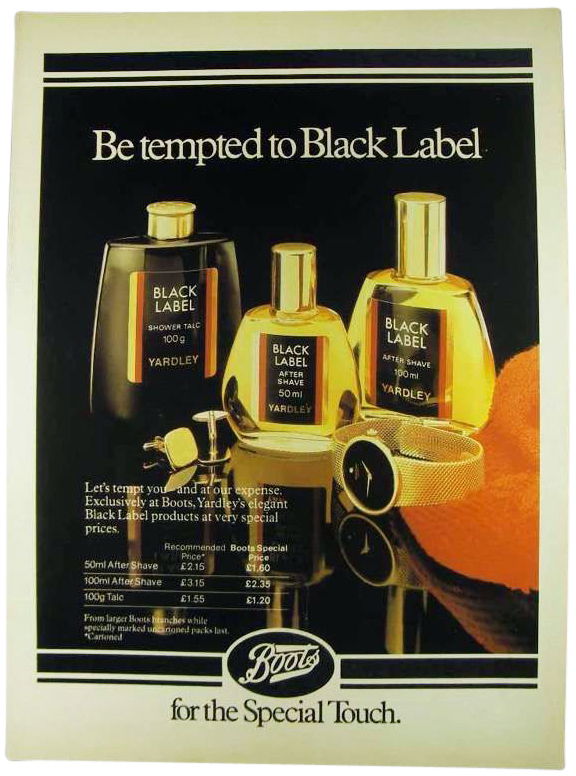 Be tempted to Black Label
BLACK
LABEL
SHOWER TALC
100g
YARDLEY
BLACK
LABEL
AFTER
SHAVE
50ml
YARDLEY
BLACK
LABEL
AFTER SHAVE
100ml
YARDLEY
Let's tempt you–and at our expense.
Exclusively at Boots, Yardley's elegant
Black Label products at very special
prices.
Recommended Boots Special
Price* Price
50ml After Shave £2.15 £1.60
100ml After Shave £3.15 £2.35
100g Talc £1.55 £1.20
From larger Boots branches while
specially marked uncartoned packs last.
*Cartoned
Boots
for the Special Touch.